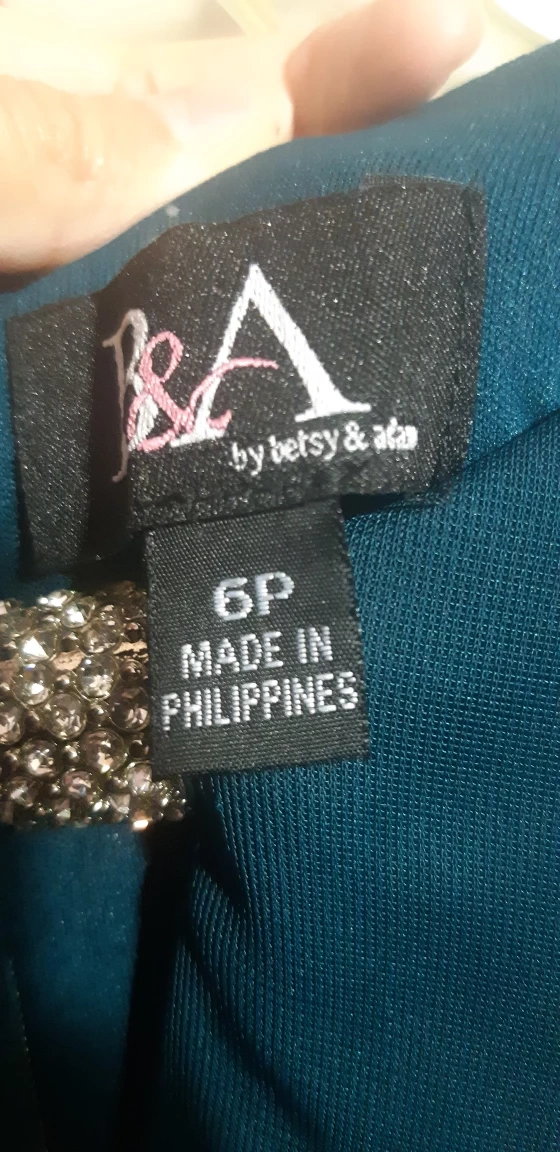 B&A
by betsy & adam
6P
MADE IN
PHILIPPINES